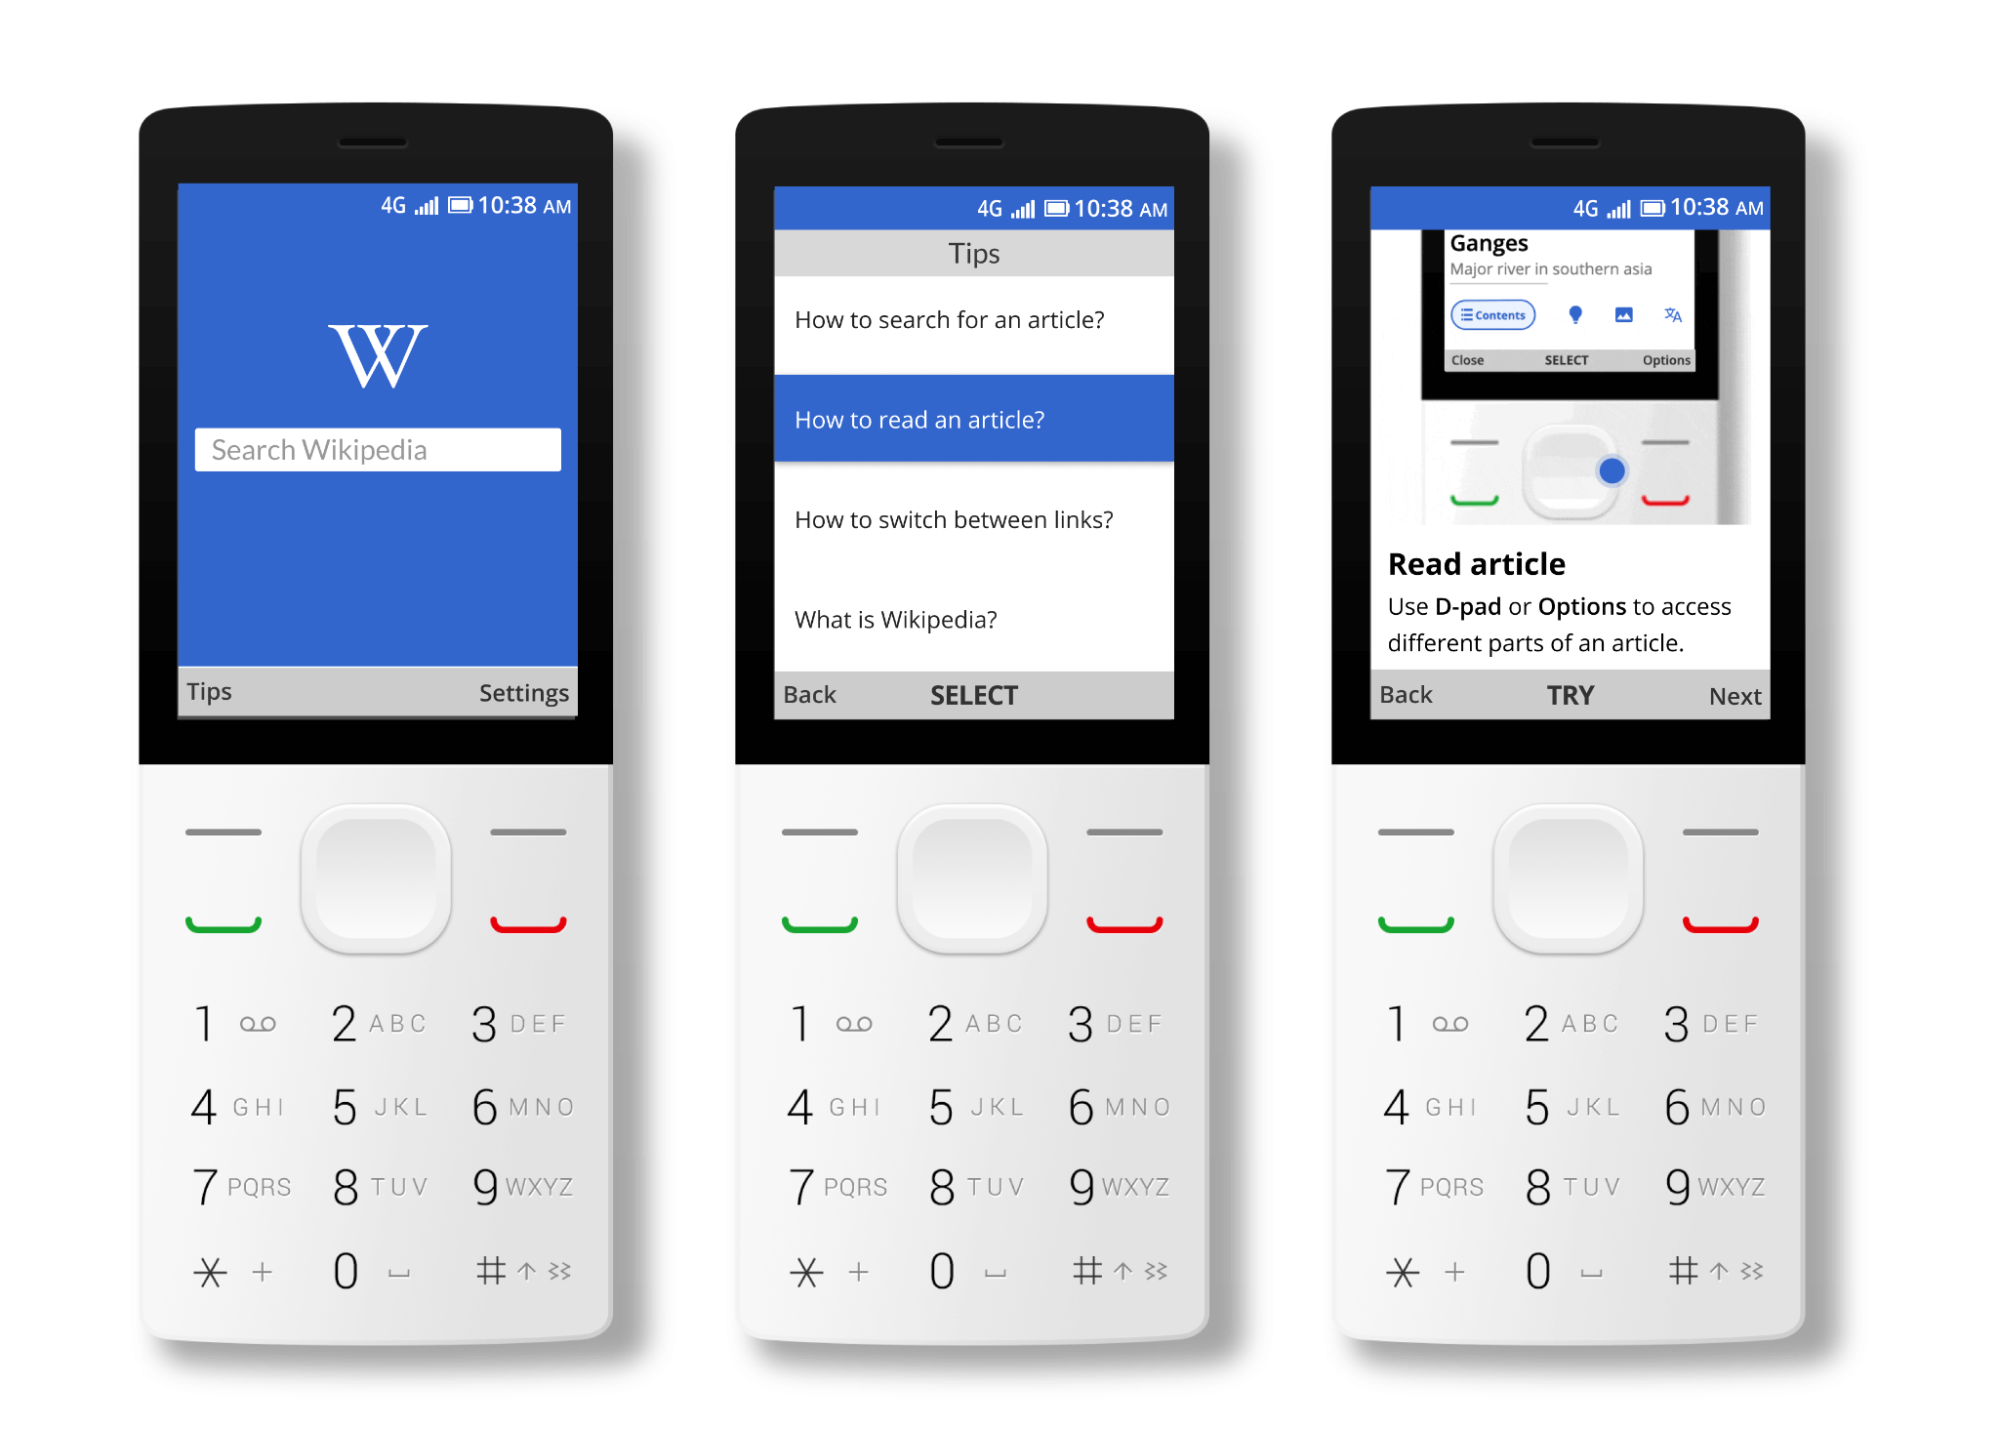 4G 10:38 AM
W
Search Wikipedia
Tips Settings
1 2 ABC 3 DEF
4 GHI 5 JKL 6 MNO
7 PQRS 8 TUV 9 WXYZ
* + 0 #
4G 10:38 AM
Tips
How to search for an article?
How to read an article?
How to switch between links?
What is Wikipedia?
Back SELECT
1 2 ABC 3 DEF
4 GHI 5 JKL 6 MNO
7 PQRS 8 TUV 9 WXYZ
* + 0 #
4G 10:38 AM
Ganges
Major river in southern asia
Contents
Close SELECT Options
Read article
Use D-pad or Options to access
different parts of an article.
Back TRY Next
1 2 ABC 3 DEF
4 GHI 5 JKL 6 MNO
7 PQRS 8 TUV 9 WXYZ
* + 0 #